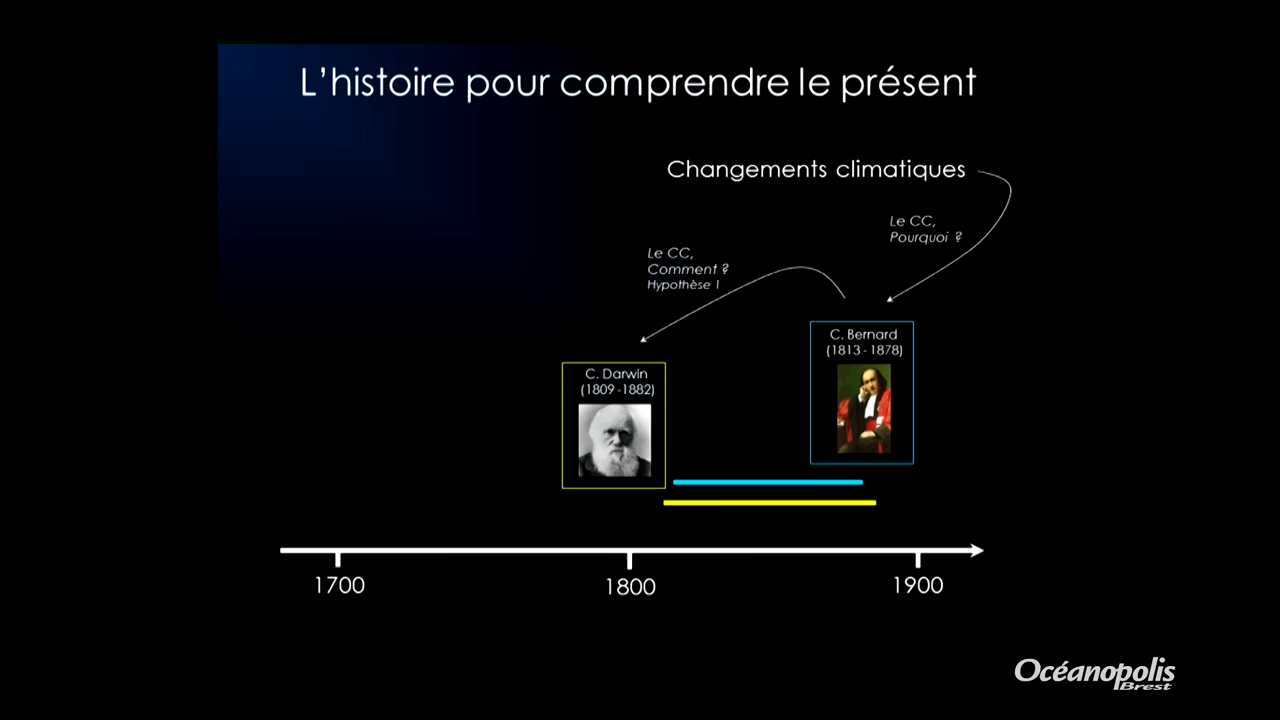 L'histoire pour comprendre le présent
Changements climatiques
Le CC,
Pourquoi ?
Le CC,
Comment ?
Hypothèse 1
C. Bernard
(1813 - 1878)
C. Darwin
(1809 -1882)
1700
1800
1900
Océanopolis
Brest